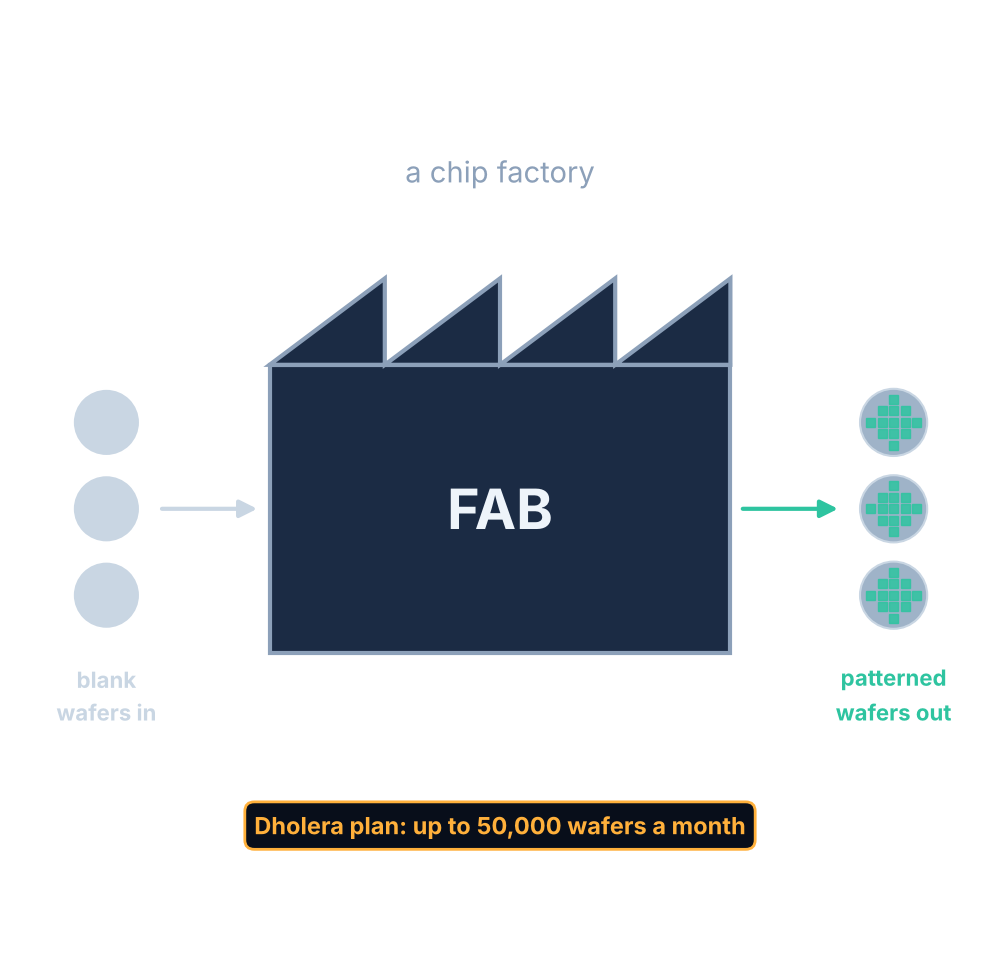 a chip factory
FAB
blank
wafers in
patterned
wafers out
Dholera plan: up to 50,000 wafers a month